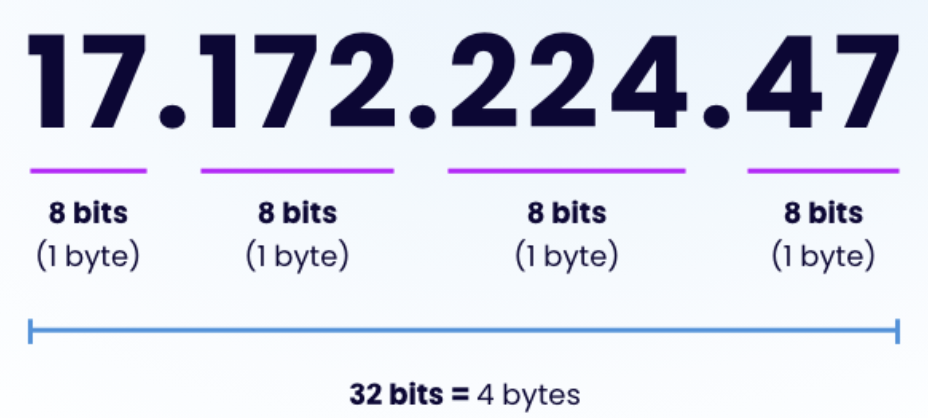 17.172.224.47
8 bits 8 bits 8 bits 8 bits
(1 byte) (1 byte) (1 byte) (1 byte)
32 bits = 4 bytes